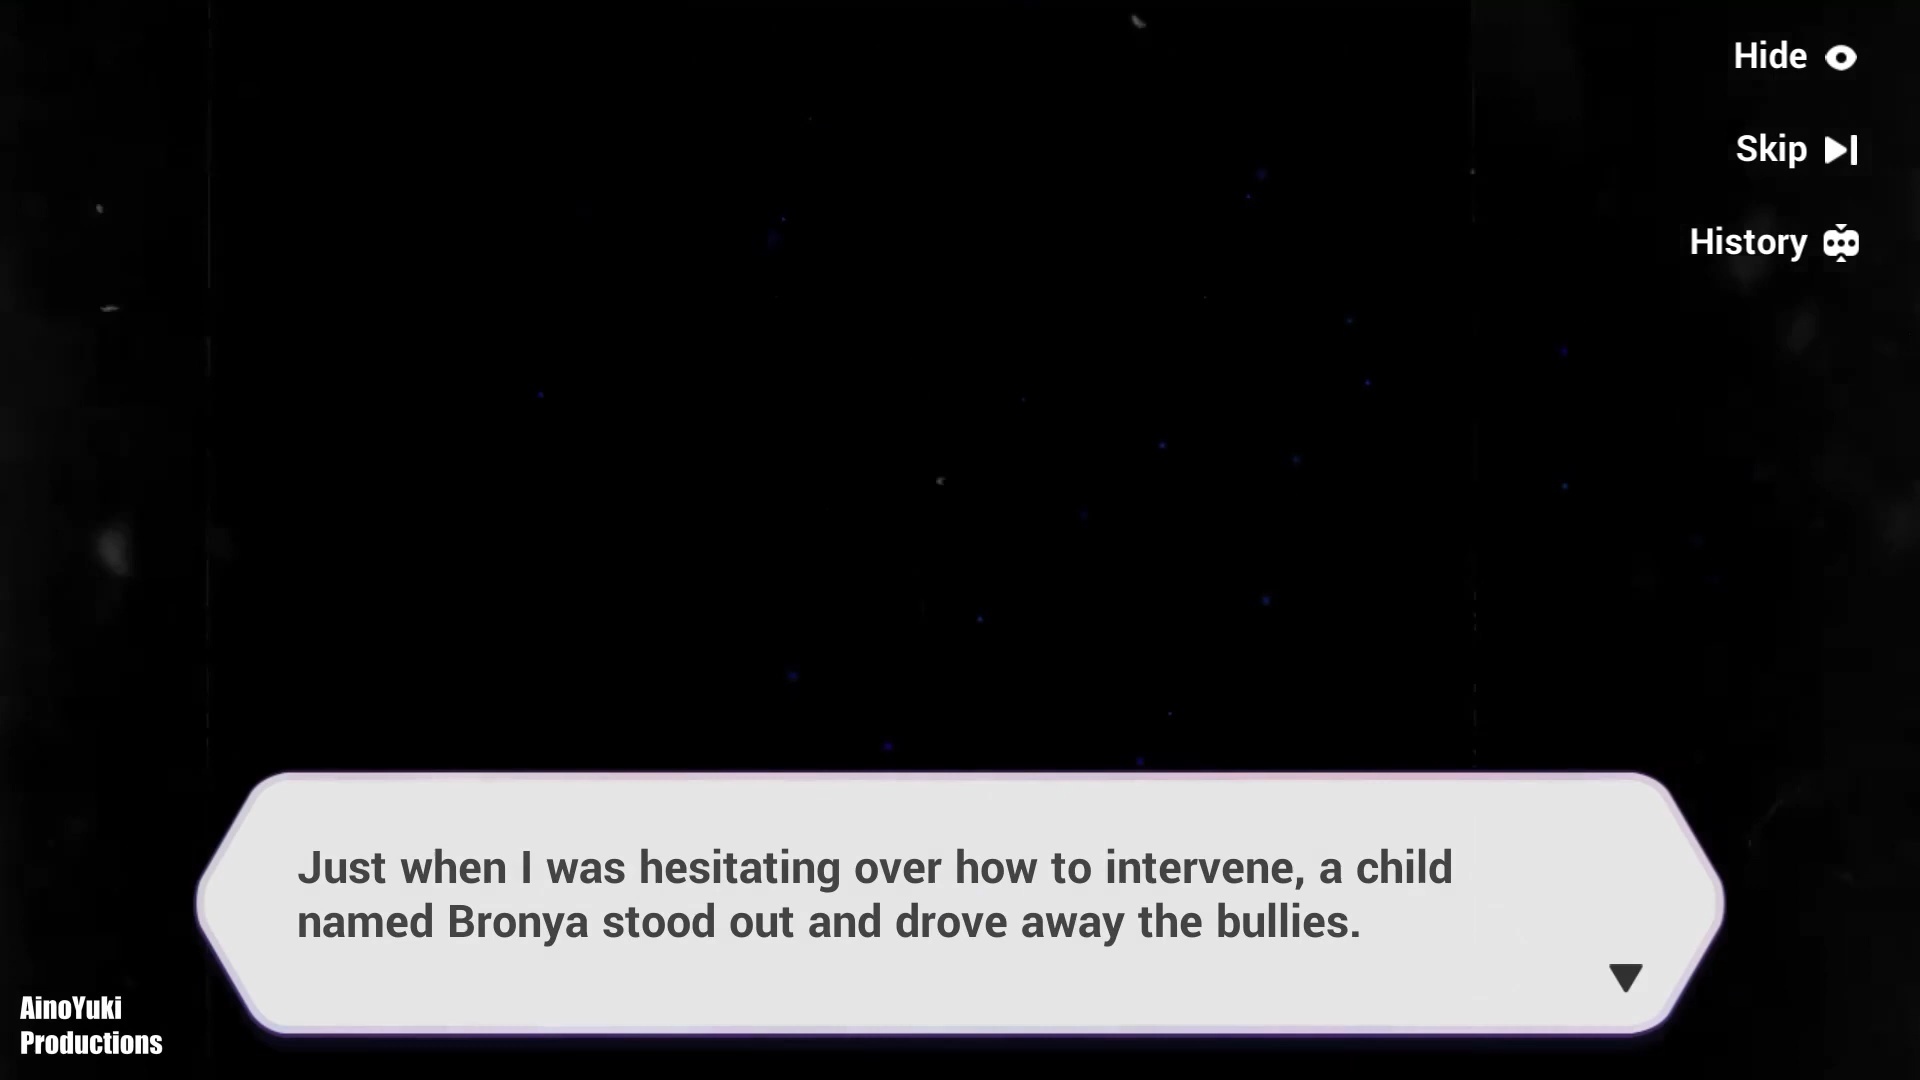 Hide
Skip
History
Just when I was hesitating over how to intervene, a child
named Bronya stood out and drove away the bullies.
AinoYuki
Productions